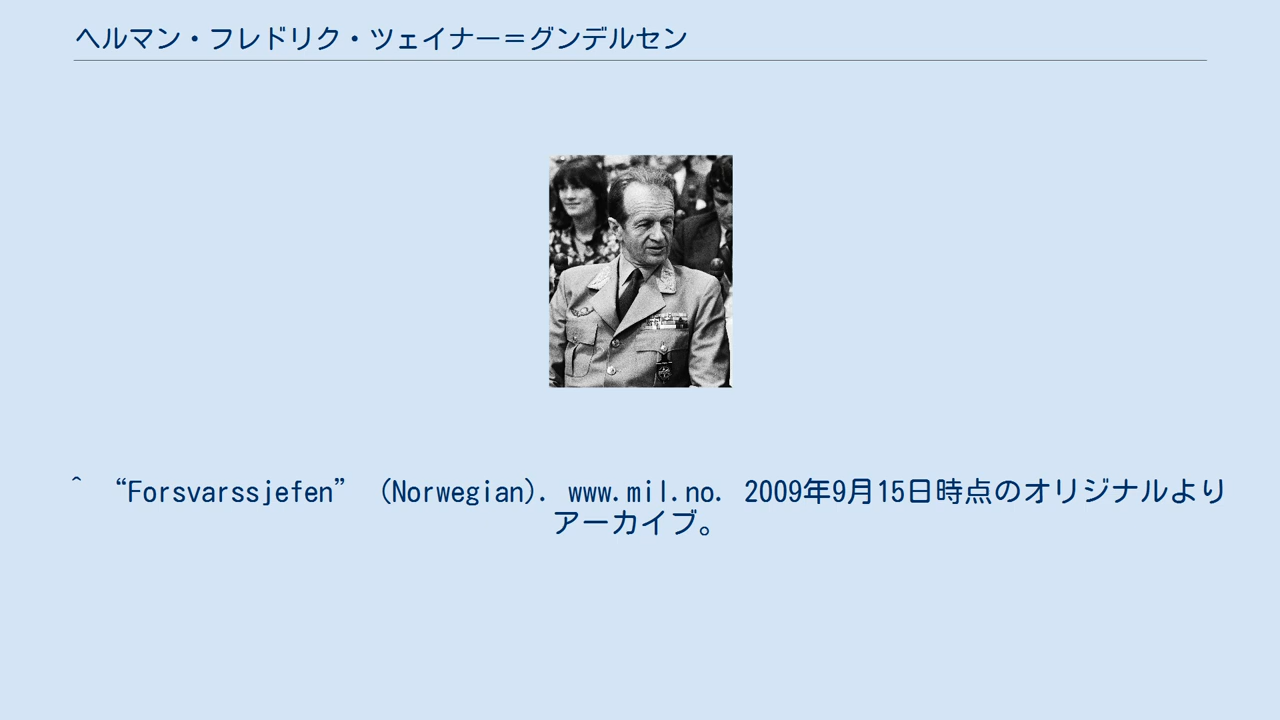 ヘルマン・フレドリク・ツェイナー＝グンデルセン
^ “Forsvarssjefen” (Norwegian). www.mil.no. 2009年9月15日時点のオリジナルより
アーカイブ。